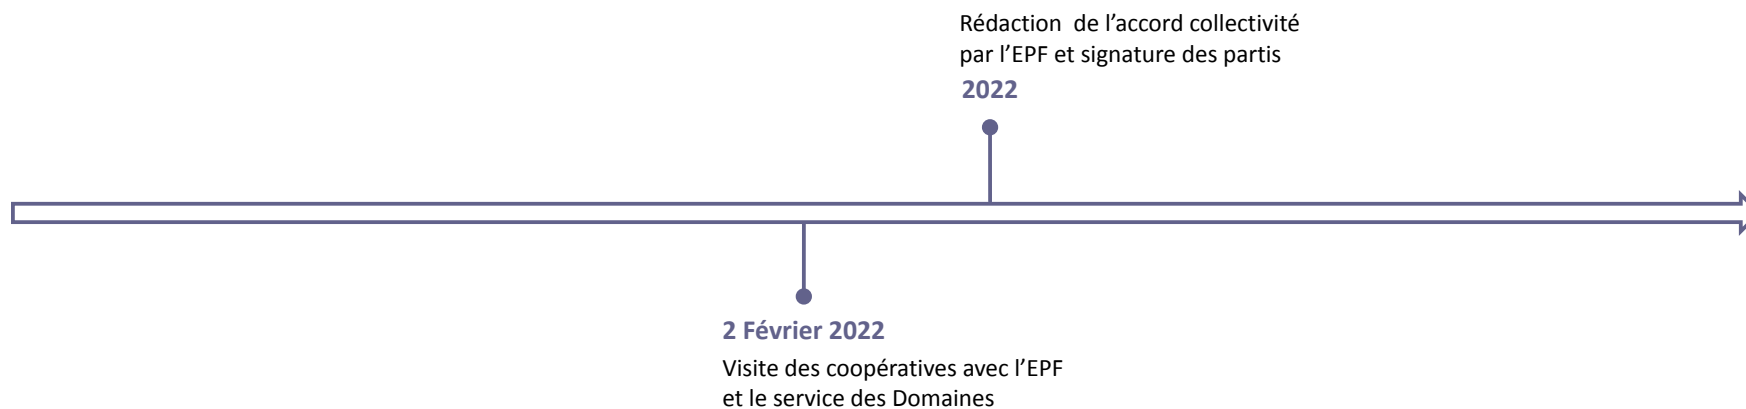 Rédaction  de l’accord collectivité
par l’EPF et signature des partis
2022
2 Février 2022
Visite des coopératives avec l’EPF
et le service des Domaines